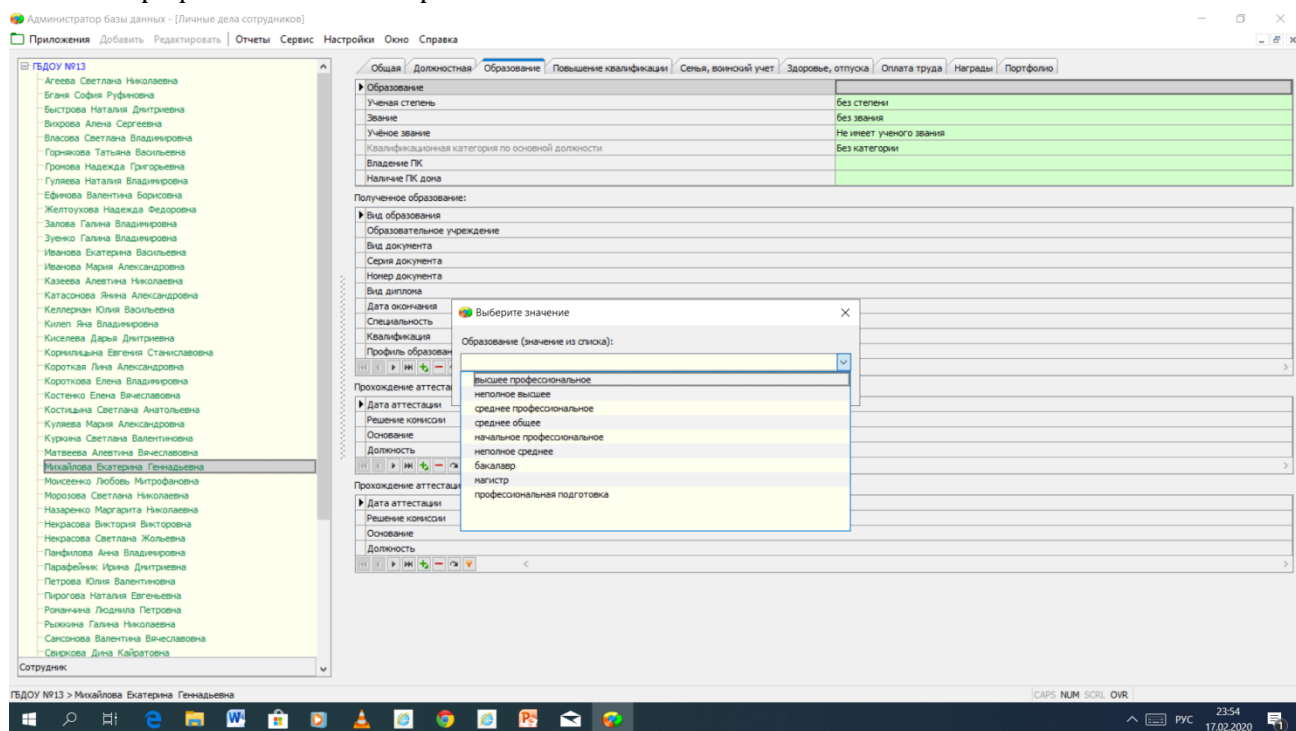 Администратор базы данных - [Личные дела сотрудников]
Приложения Добавить Редактировать Отчеты Сервис Настройки Окно Справка
ГБДОУ №13
Агеева Светлана Николаевна
Бганя София Руфиновна
Быстрова Наталия Дмитриевна
Вихрова Алена Сергеевна
Власова Светлана Владимировна
Горнякова Татьяна Васильевна
Громова Надежда Григорьевна
Гуляева Наталия Владимировна
Ефимова Валентина Борисовна
Желтоухова Надежда Федоровна
Залова Галина Владимировна
Зуенко Галина Владимировна
Иванова Екатерина Васильевна
Иванова Мария Александровна
Казеева Алевтина Николаевна
Катасонова Янина Александровна
Келлерман Юлия Васильевна
Килеп Яна Владимировна
Киселева Дарья Дмитриевна
Корнилицына Евгения Станиславовна
Короткая Лина Александровна
Короткова Елена Владимировна
Костенко Елена Вячеславовна
Костицына Светлана Анатольевна
Куляева Мария Александровна
Куркина Светлана Валентиновна
Матвеева Алевтина Вячеславовна
Михайлова Екатерина Геннадьевна
Моисеенко Любовь Митрофановна
Морозова Светлана Николаевна
Назаренко Маргарита Николаевна
Некрасова Виктория Викторовна
Некрасова Светлана Жольевна
Панфилова Анна Владимировна
Парафейник Ирина Дмитриевна
Петрова Юлия Валентиновна
Пирогова Наталия Евгеньевна
Романчина Людмила Петровна
Рыжкина Галина Николаевна
Самсонова Валентина Вячеславовна
Свиркова Дина Кайратовна
Сотрудник
Общая Должностная Образование Повышение квалификации Семья, воинский учет Здоровье, отпуска Оплата труда Награды Портфолио
Образование
Ученая степень без степени
Звание без звания
Учёное звание Не имеет ученого звания
Квалификационная категория по основной должности Без категории
Владение ПК
Наличие ПК дома
Полученное образование:
Вид образования
Образовательное учреждение
Вид документа
Серия документа
Номер документа
Вид диплома
Дата окончания
Специальность
Квалификация
Профиль образован
Прохождение аттеста
Дата аттестации
Решение комиссии
Основание
Должность
Прохождение аттестац
Дата аттестации
Решение комиссии
Основание
Должность
Выберите значение
Образование (значение из списка):
высшее профессиональное
неполное высшее
среднее профессиональное
среднее общее
начальное профессиональное
неполное среднее
бакалавр
магистр
профессиональная подготовка
ГБДОУ №13 > Михайлова Екатерина Геннадьевна
CAPS NUM SCRL OVR
РУС
23:54
17.02.2020